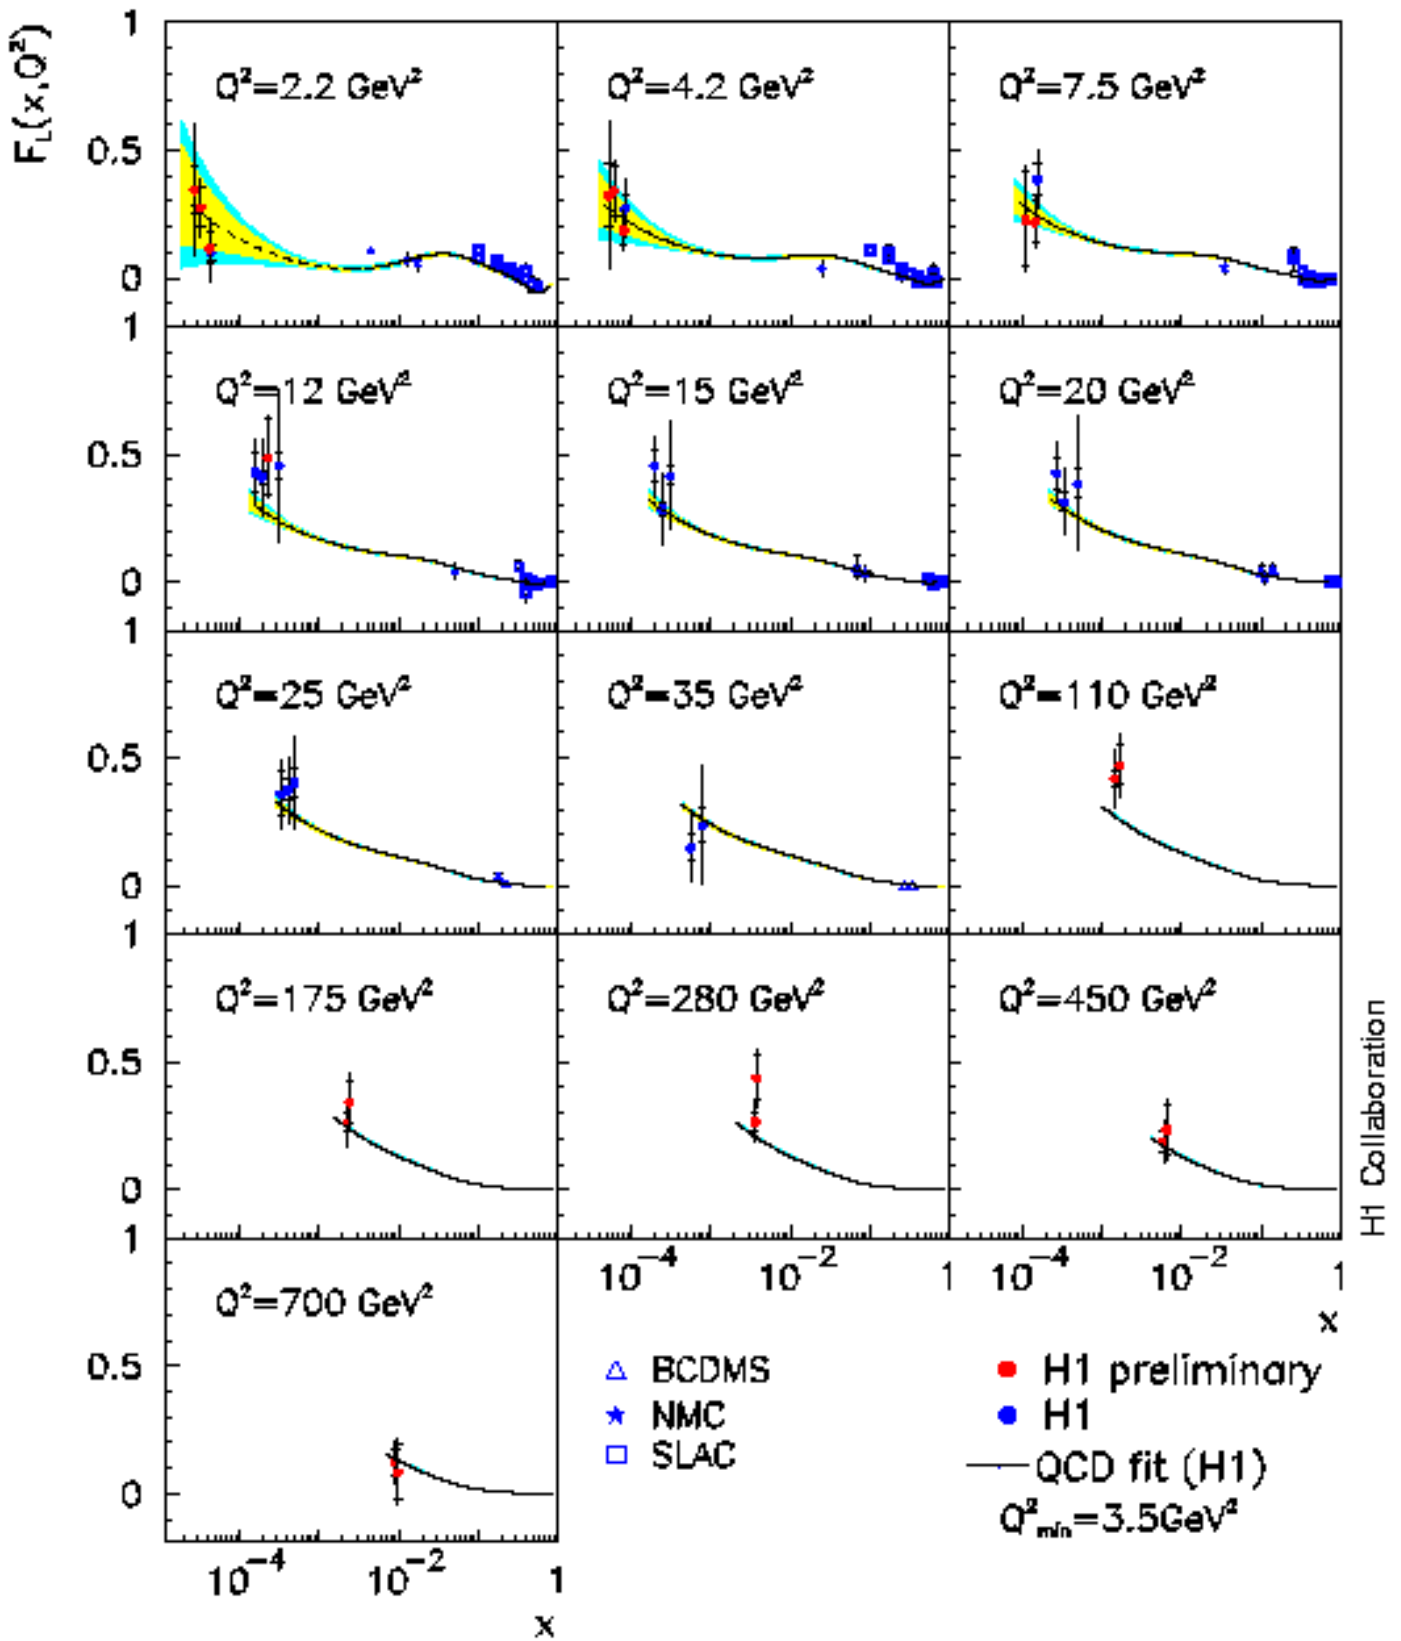 F_L(x,Q²)
1
Q²=2.2 GeV²
Q²=4.2 GeV²
Q²=7.5 GeV²
0.5
0
1
Q²=12 GeV²
Q²=15 GeV²
Q²=20 GeV²
0.5
0
1
Q²=25 GeV²
Q²=35 GeV²
Q²=110 GeV²
0.5
0
1
Q²=175 GeV²
Q²=280 GeV²
Q²=450 GeV²
0.5
0
H1 Collaboration
1
10⁻⁴ 10⁻² 1
10⁻⁴ 10⁻² 1
x
Q²=700 GeV²
0.5
0
BCDMS
NMC
SLAC
H1 preliminary
H1
QCD fit (H1)
Q²min=3.5GeV²
10⁻⁴ 10⁻² 1
x